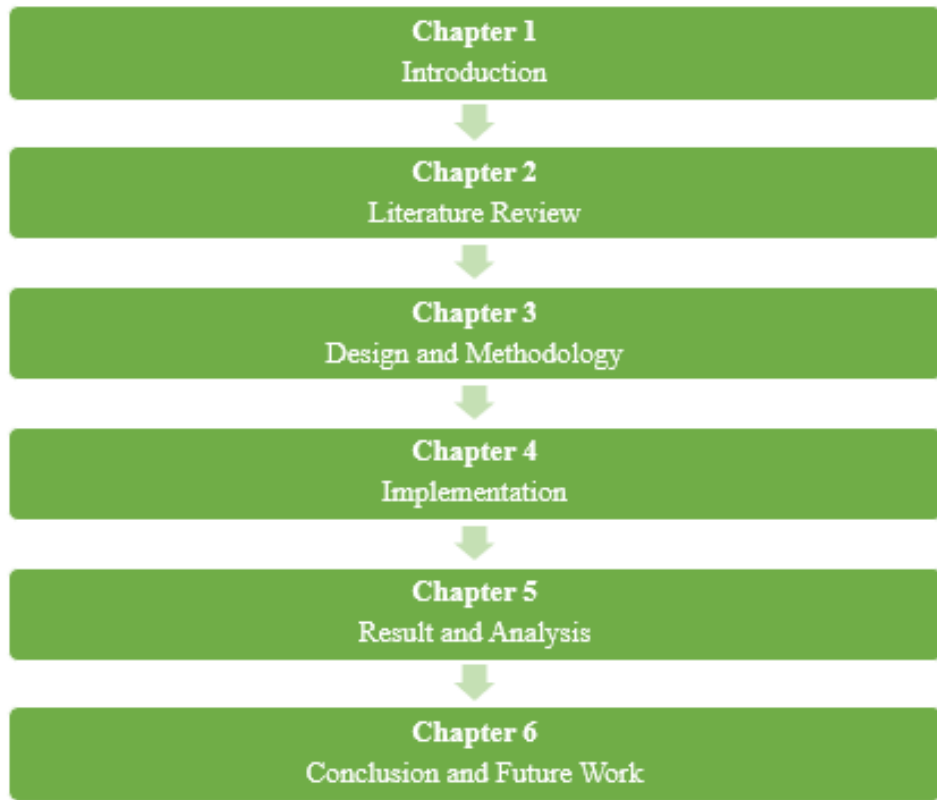 Chapter 1
Introduction
Chapter 2
Literature Review
Chapter 3
Design and Methodology
Chapter 4
Implementation
Chapter 5
Result and Analysis
Chapter 6
Conclusion and Future Work